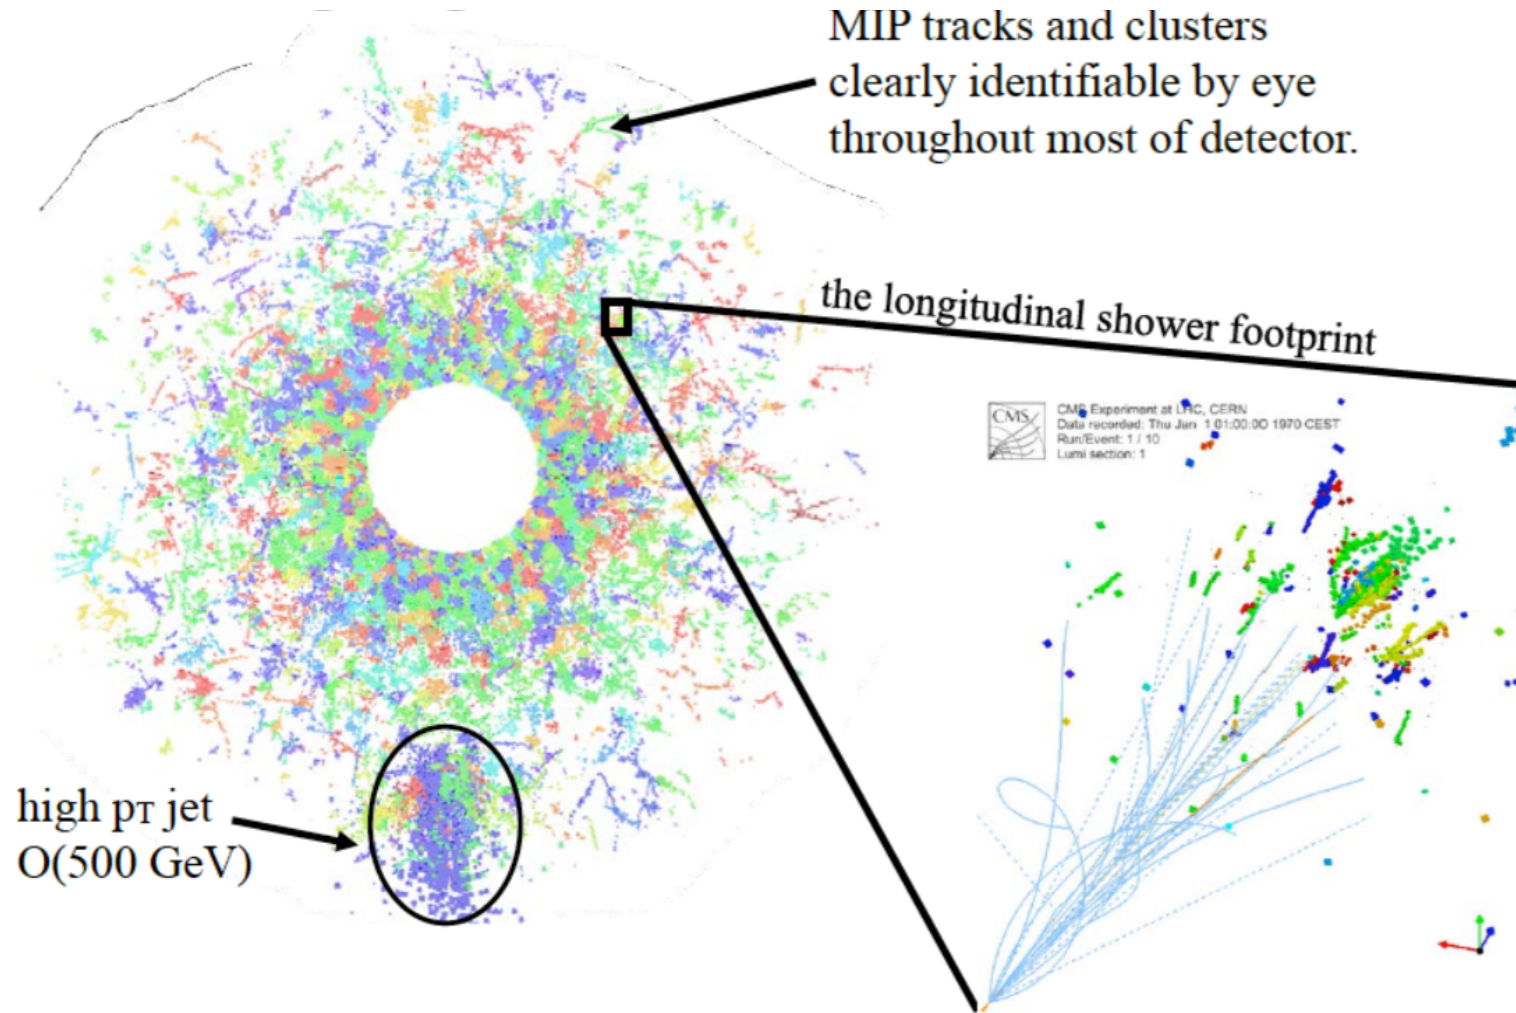 MIP tracks and clusters
clearly identifiable by eye
throughout most of detector.
the longitudinal shower footprint
CMS
CMS Experiment at LHC, CERN
Data recorded: Thu Jan 1 01:00:00 1970 CEST
Run/Event: 1 / 10
Lumi section: 1
high pT jet
O(500 GeV)